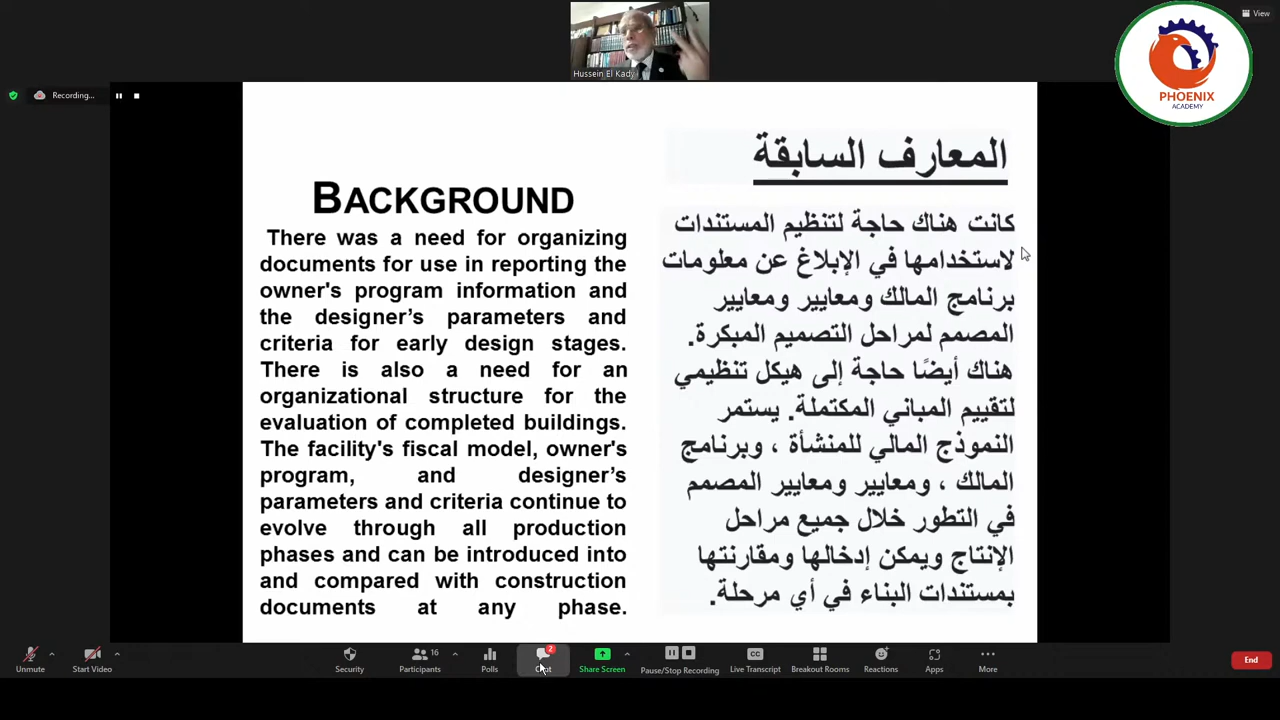 View
Hussein El Kady
Recording...
PHOENIX
ACADEMY
BACKGROUND
There was a need for organizing
documents for use in reporting the
owner's program information and
the designer's parameters and
criteria for early design stages.
There is also a need for an
organizational structure for the
evaluation of completed buildings.
The facility's fiscal model, owner's
program, and designer's
parameters and criteria continue to
evolve through all production
phases and can be introduced into
and compared with construction
documents at any phase.
المعارف السابقة
كانت هناك حاجة لتنظيم المستندات
لاستخدامها في الإبلاغ عن معلومات
برنامج المالك ومعايير ومعايير
المصمم لمراحل التصميم المبكرة.
هناك أيضًا حاجة إلى هيكل تنظيمي
لتقييم المباني المكتملة. يستمر
النموذج المالي للمنشأة ، وبرنامج
المالك ، ومعايير ومعايير المصمم
في التطور خلال جميع مراحل
الإنتاج ويمكن إدخالها ومقارنتها
بمستندات البناء في أي مرحلة.
16
2
Unmute
Start Video
Security
Participants
Polls
Chat
Share Screen
Pause/Stop Recording
Live Transcript
Breakout Rooms
Reactions
Apps
More
End